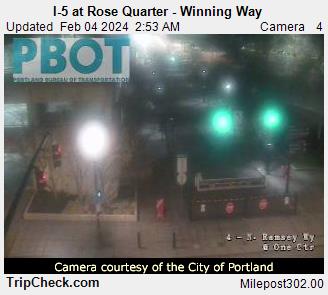 I-5 at Rose Quarter - Winning Way
Updated Feb 04 2024 2:53 AM Camera 4
PBOT
PORTLAND BUREAU OF TRANSPORTATION
4 - N. Ramsey Wy
@ One Ctr
Camera courtesy of the City of Portland
TripCheck.com Milepost302.00